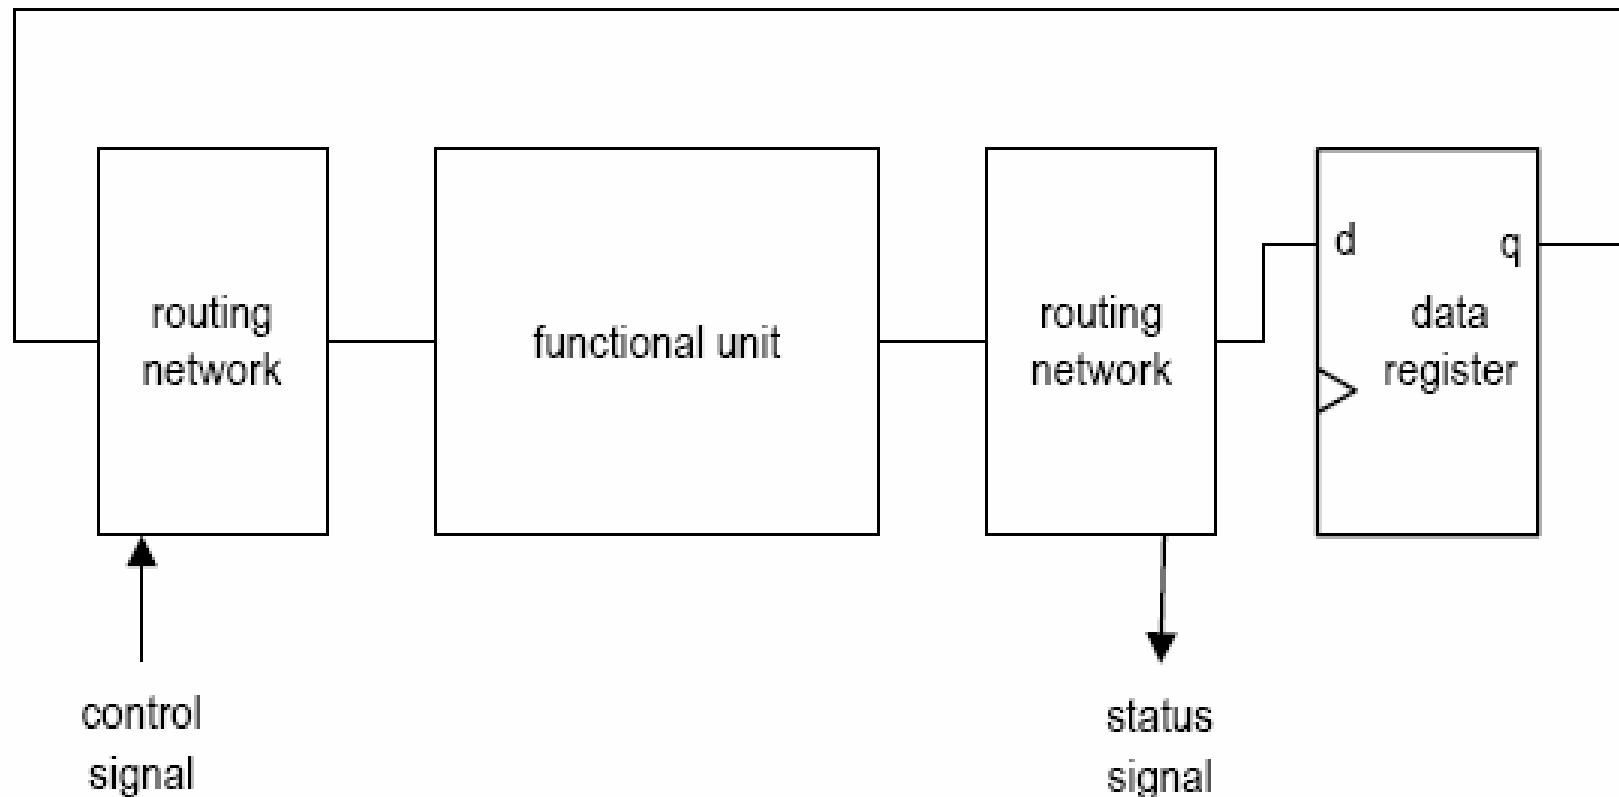 routing
network
functional unit
routing
network
d
q
data
register
control
signal
status
signal